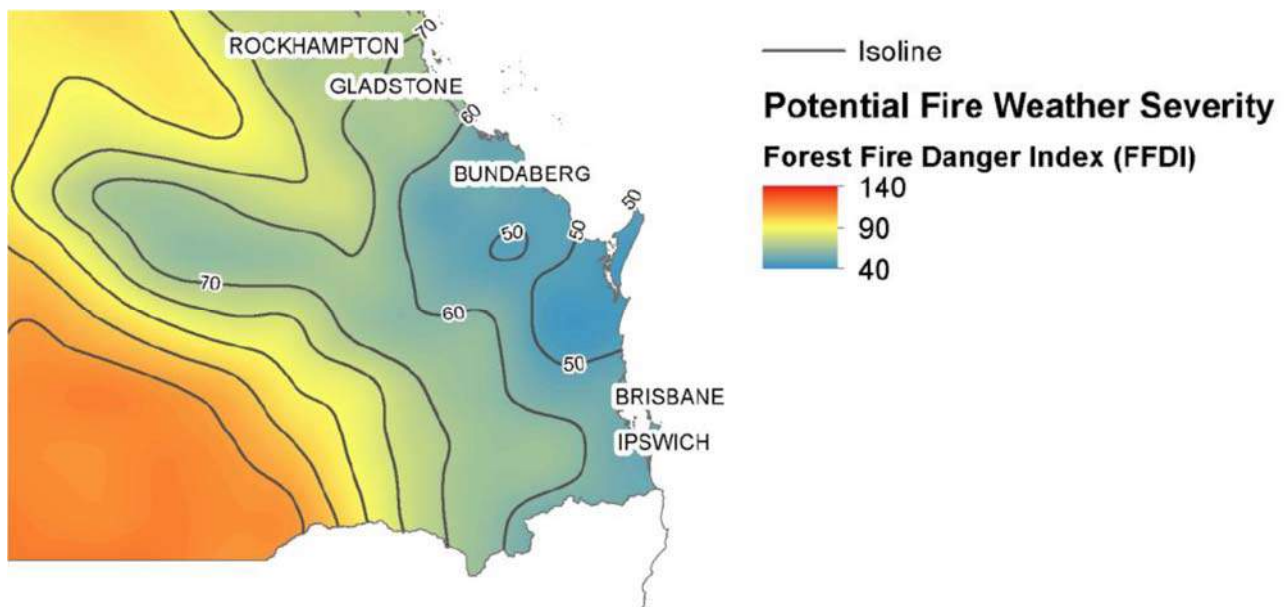 70
ROCKHAMPTON
GLADSTONE
60
BUNDABERG
50
50
50
70
60
50
BRISBANE
IPSWICH
Isoline
Potential Fire Weather Severity
Forest Fire Danger Index (FFDI)
140
90
40